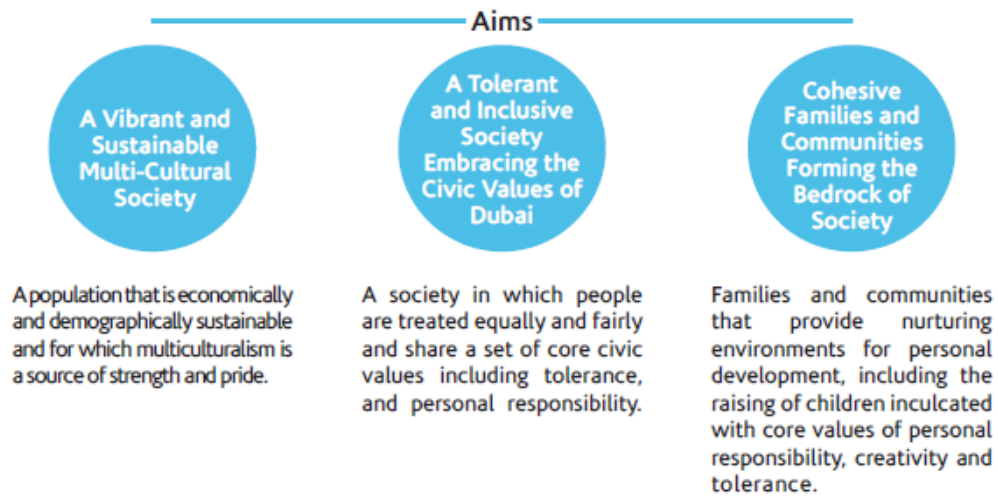 Aims
A Vibrant and
Sustainable
Multi-Cultural
Society
A population that is economically
and demographically sustainable
and for which multiculturalism is
a source of strength and pride.
A Tolerant
and Inclusive
Society
Embracing the
Civic Values of
Dubai
A society in which people
are treated equally and fairly
and share a set of core civic
values including tolerance,
and personal responsibility.
Cohesive
Families and
Communities
Forming the
Bedrock of
Society
Families and communities
that provide nurturing
environments for personal
development, including the
raising of children inculcated
with core values of personal
responsibility, creativity and
tolerance.